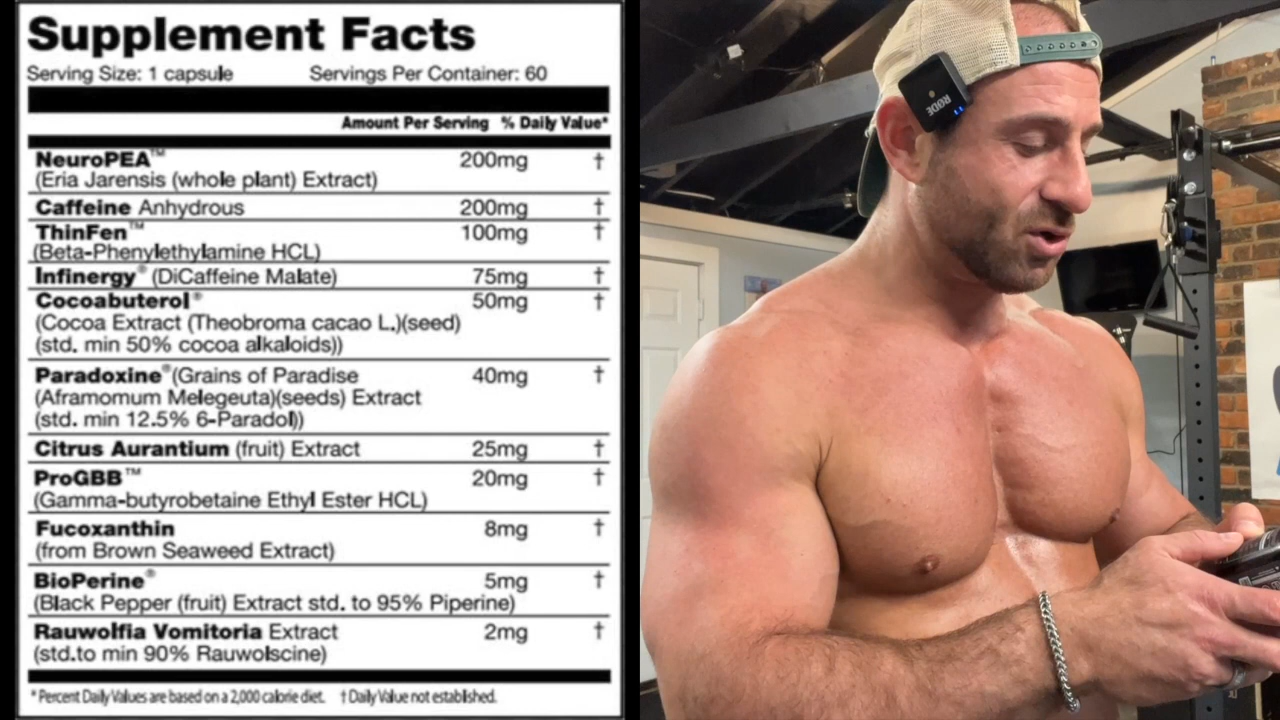 Supplement Facts
Serving Size: 1 capsule Servings Per Container: 60
Amount Per Serving % Daily Value*
NeuroPEA™ 200mg †
(Eria Jarensis (whole plant) Extract)
Caffeine Anhydrous 200mg †
ThinFen™ 100mg †
(Beta-Phenylethylamine HCL)
Infinergy® (DiCaffeine Malate) 75mg †
Cocoabuterol® 50mg †
(Cocoa Extract (Theobroma cacao L.)(seed)
(std. min 50% cocoa alkaloids))
Paradoxine®(Grains of Paradise 40mg †
(Aframomum Melegeuta)(seeds) Extract
(std. min 12.5% 6-Paradol))
Citrus Aurantium (fruit) Extract 25mg †
ProGBB™ 20mg †
(Gamma-butyrobetaine Ethyl Ester HCL)
Fucoxanthin 8mg †
(from Brown Seaweed Extract)
BioPerine® 5mg †
(Black Pepper (fruit) Extract std. to 95% Piperine)
Rauwolfia Vomitoria Extract 2mg †
(std.to min 90% Rauwolscine)
* Percent Daily Values are based on a 2,000 calorie diet. † Daily Value not established.
RØDE